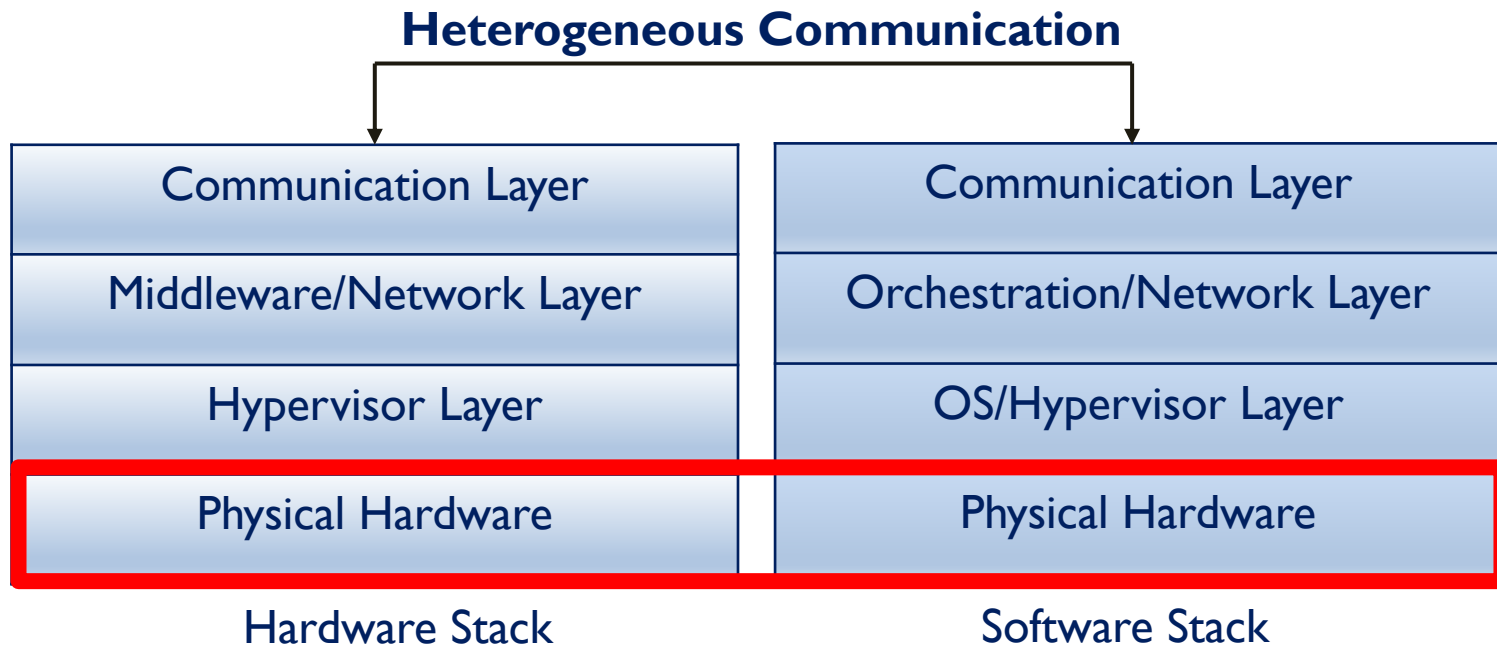 Heterogeneous Communication
Communication Layer
Middleware/Network Layer
Hypervisor Layer
Physical Hardware
Hardware Stack
Communication Layer
Orchestration/Network Layer
OS/Hypervisor Layer
Physical Hardware
Software Stack